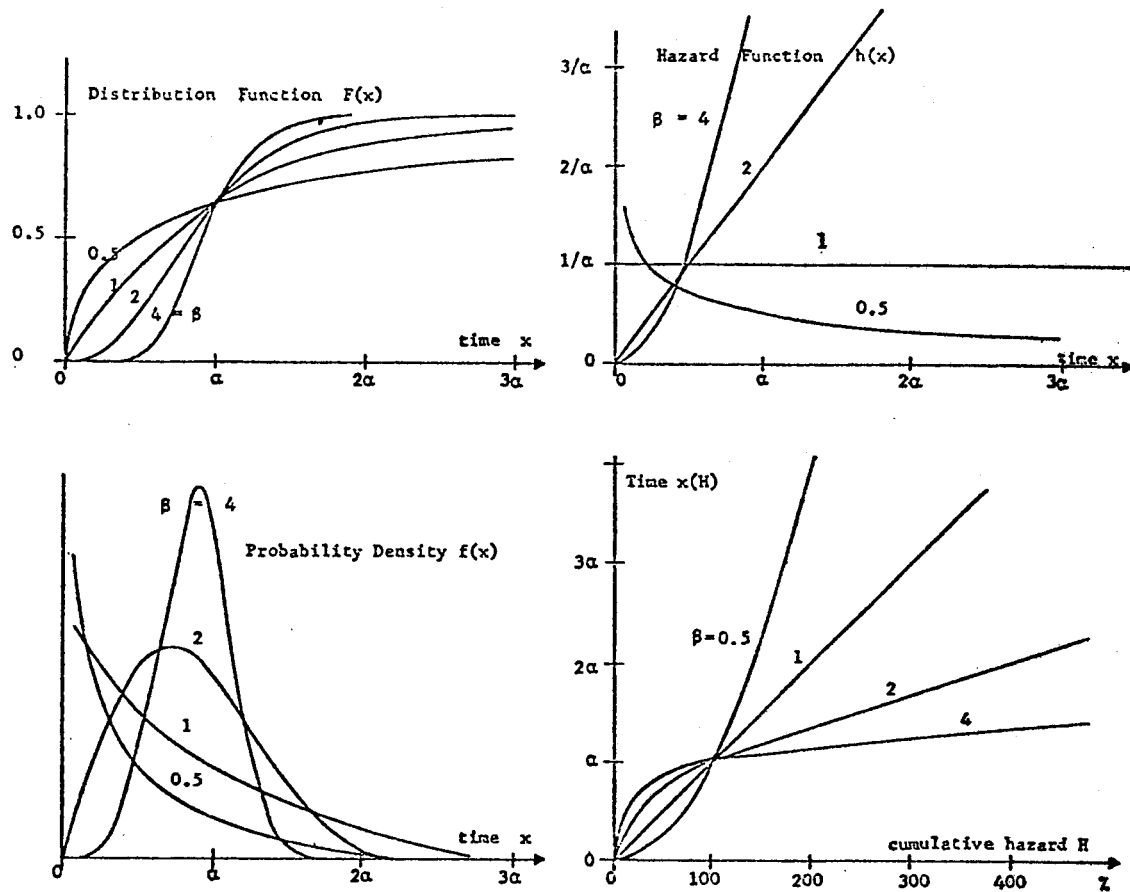 Distribution Function F(x)
1.0
0.5
0
0.5
1
2
4 = β
time x
0
α
2α
3α
Hazard Function h(x)
3/α
2/α
1/α
0
β = 4
2
1
0.5
time x
0
α
2α
3α
β = 4
Probability Density f(x)
2
1
0.5
time x
0
α
2α
3α
Time x(H)
3α
2α
α
0
β=0.5
1
2
4
cumulative hazard H
0
100
200
300
400
%